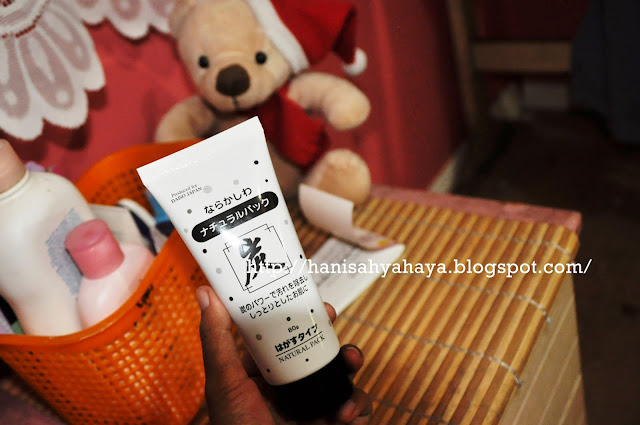 Produced by
DAISO JAPAN
ならかしわ
ナチュラルパック
炭
http://hanisahyahaya.blogspot.com/
炭のパワーで汚れを除去し
しっとりとしたお肌に
80g
はがすタイプ
NATURAL PACK